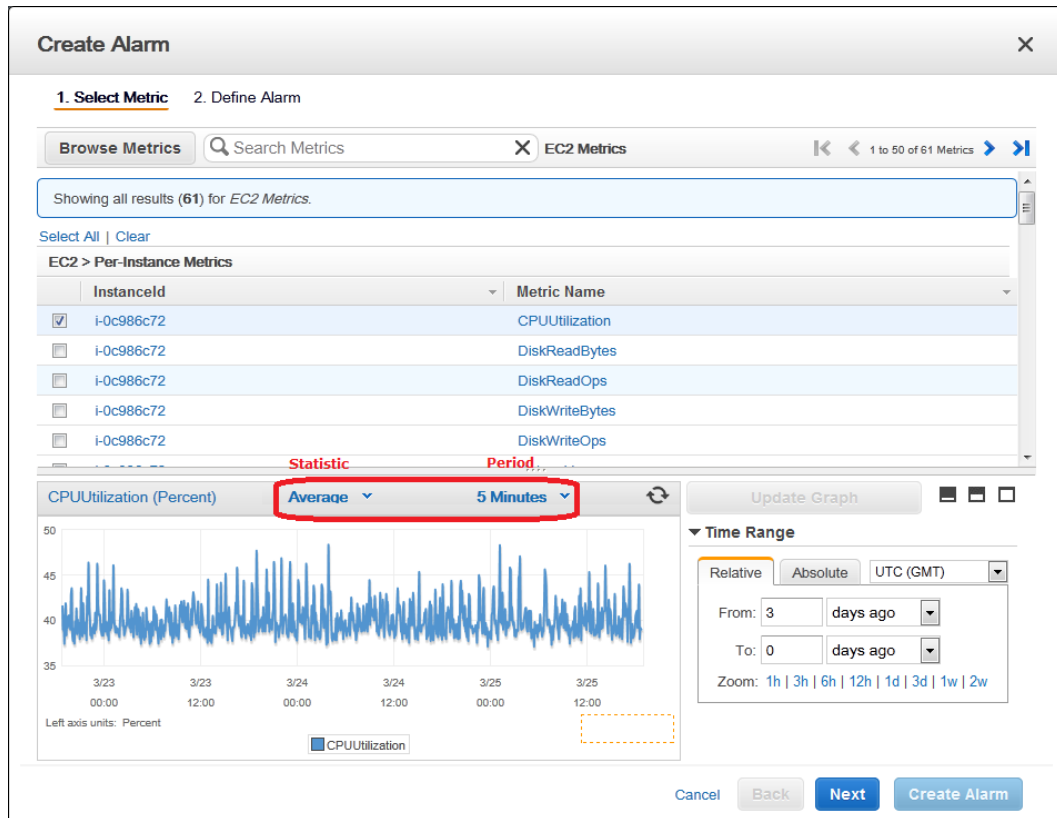 Create Alarm
1. Select Metric 2. Define Alarm
Browse Metrics Search Metrics EC2 Metrics 1 to 50 of 61 Metrics
Showing all results (61) for EC2 Metrics.
Select All | Clear
EC2 > Per-Instance Metrics
InstanceId Metric Name
i-0c986c72 CPUUtilization
i-0c986c72 DiskReadBytes
i-0c986c72 DiskReadOps
i-0c986c72 DiskWriteBytes
i-0c986c72 DiskWriteOps
Statistic Period
CPUUtilization (Percent) Average 5 Minutes Update Graph
Time Range
Relative Absolute UTC (GMT)
From: 3 days ago
To: 0 days ago
Zoom: 1h | 3h | 6h | 12h | 1d | 3d | 1w | 2w
50
45
40
35
3/23 3/23 3/24 3/24 3/25 3/25
00:00 12:00 00:00 12:00 00:00 12:00
Left axis units: Percent
CPUUtilization
Cancel Back Next Create Alarm